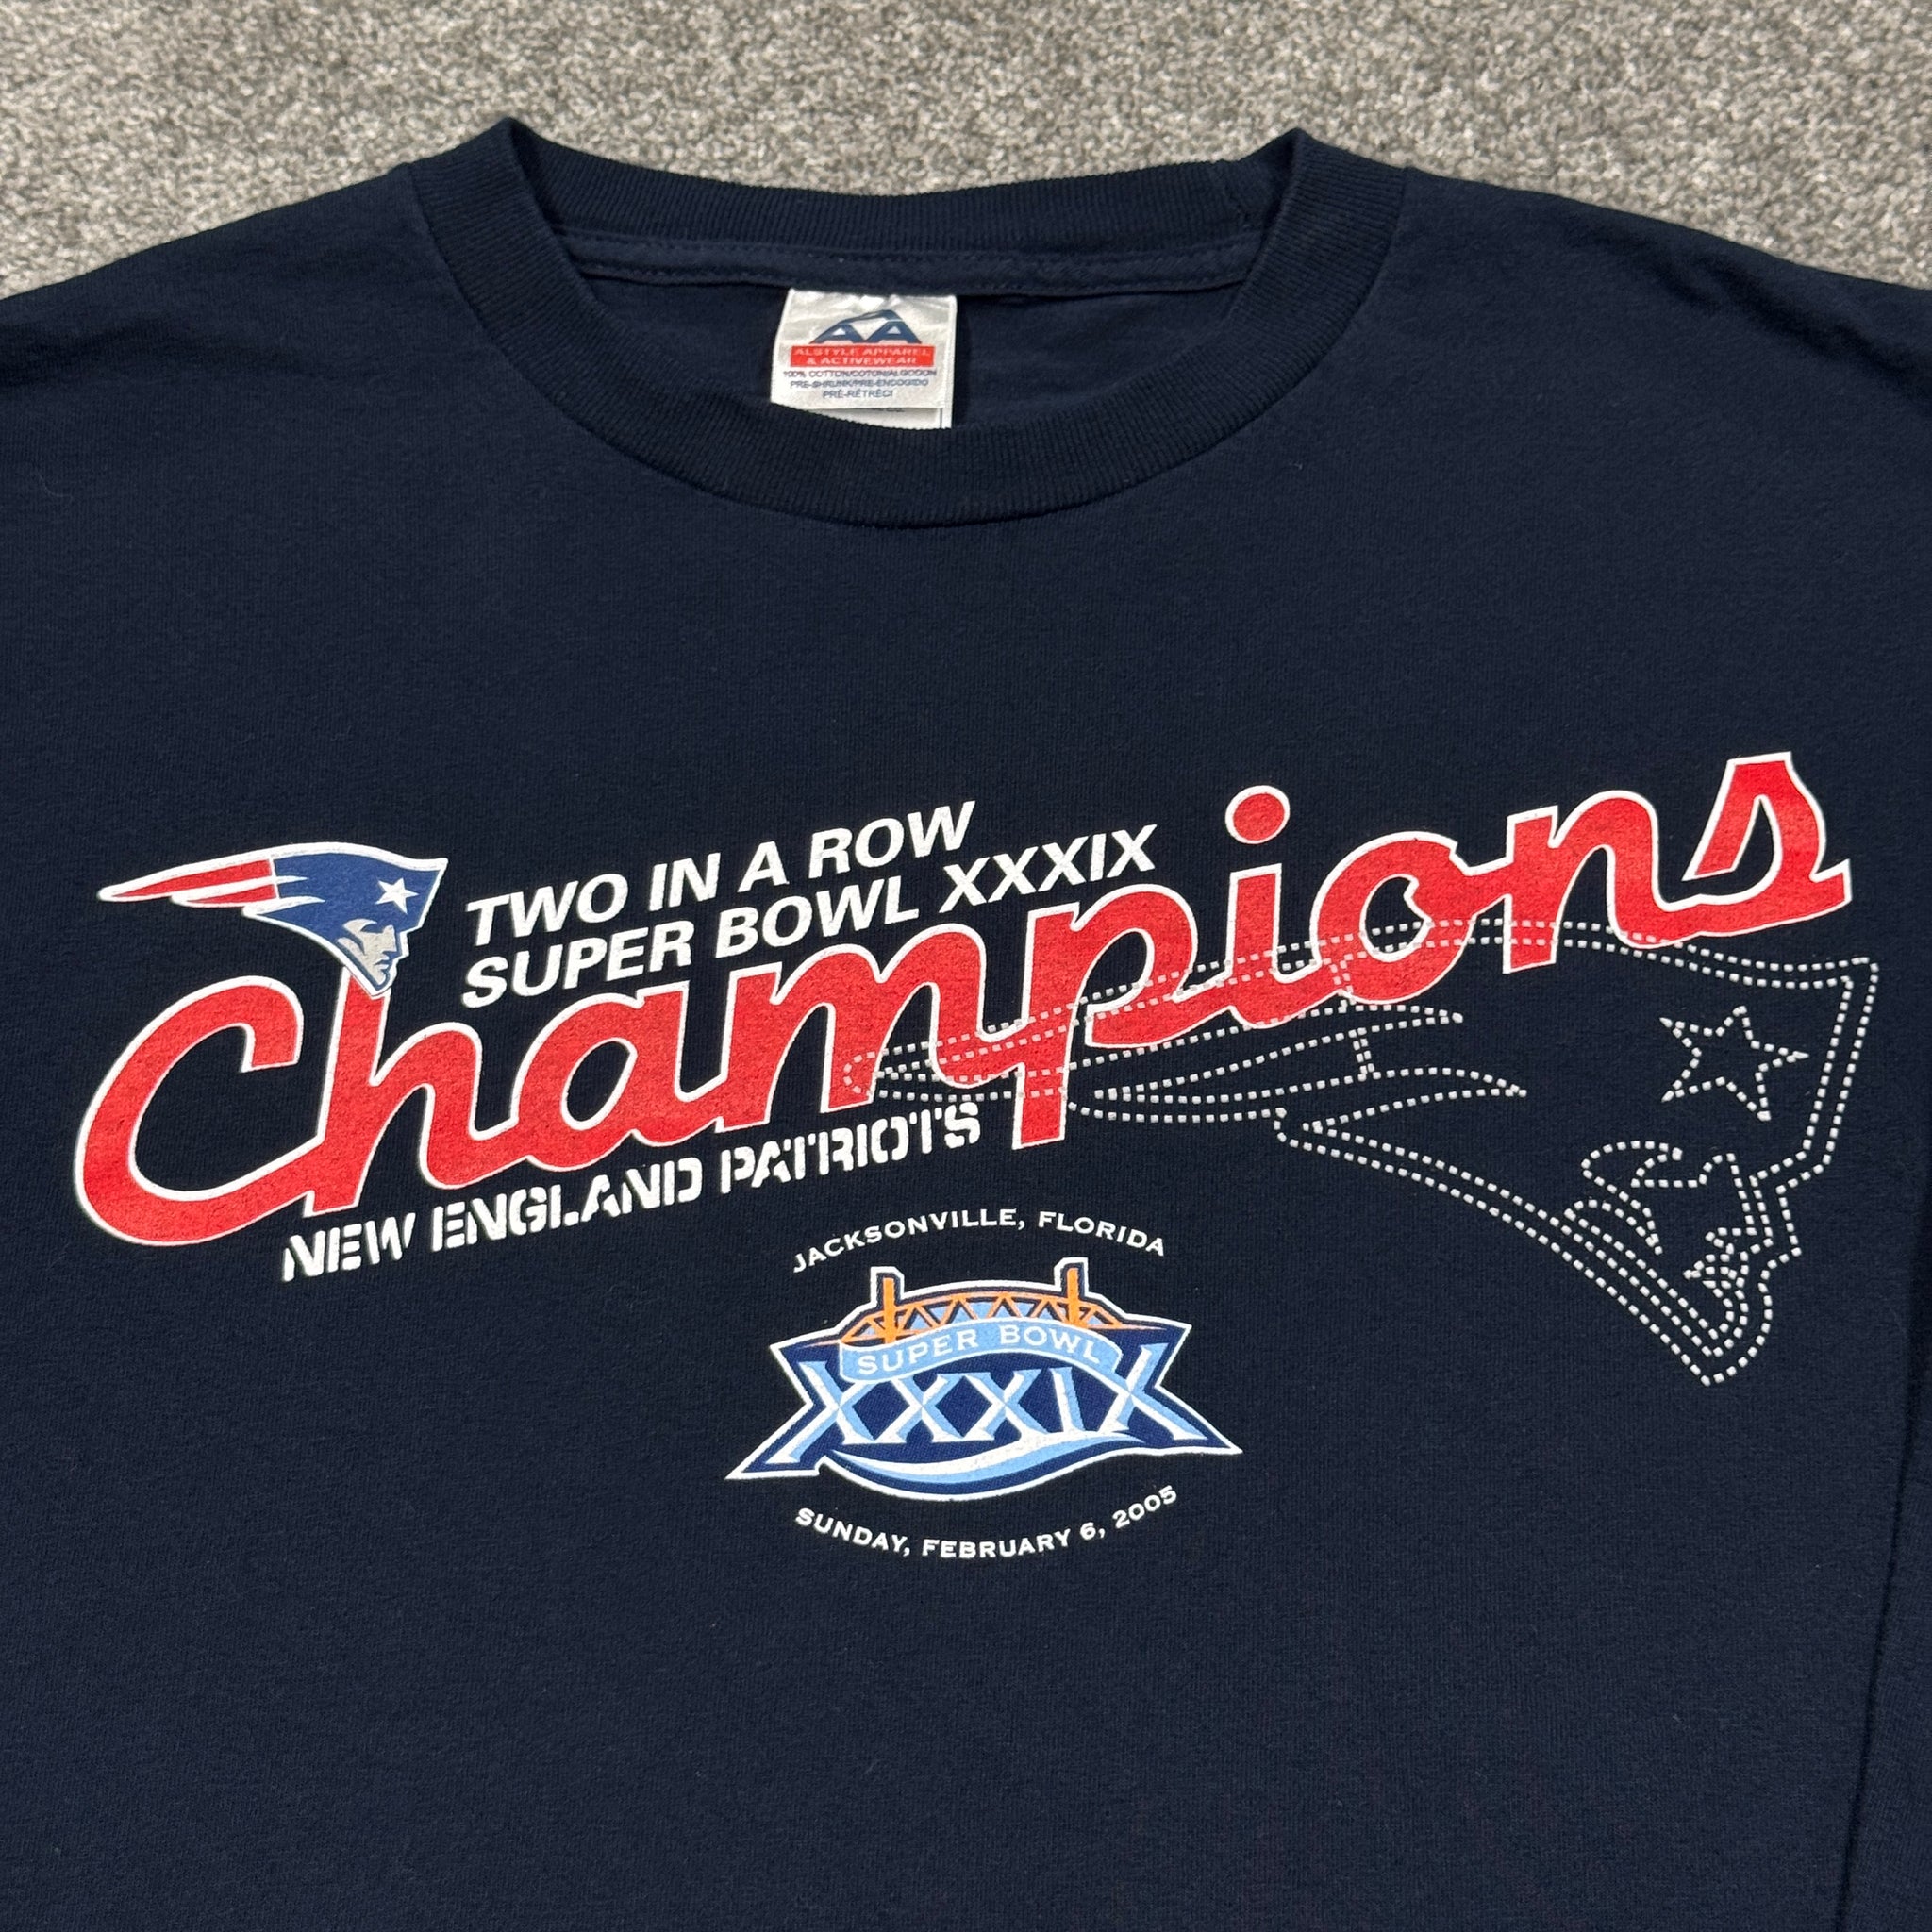 AA
ALSTYLE APPAREL
& ACTIVEWEAR
100% COTTON/COTON/ALGODON
PRE-SHRUNK/PRE-ENCOGIDO
PRÉ-RÉTRÉCI
TWO IN A ROW
SUPER BOWL XXXIX
Champions
NEW ENGLAND PATRIOTS
JACKSONVILLE, FLORIDA
SUPER BOWL
XXXIX
SUNDAY, FEBRUARY 6, 2005